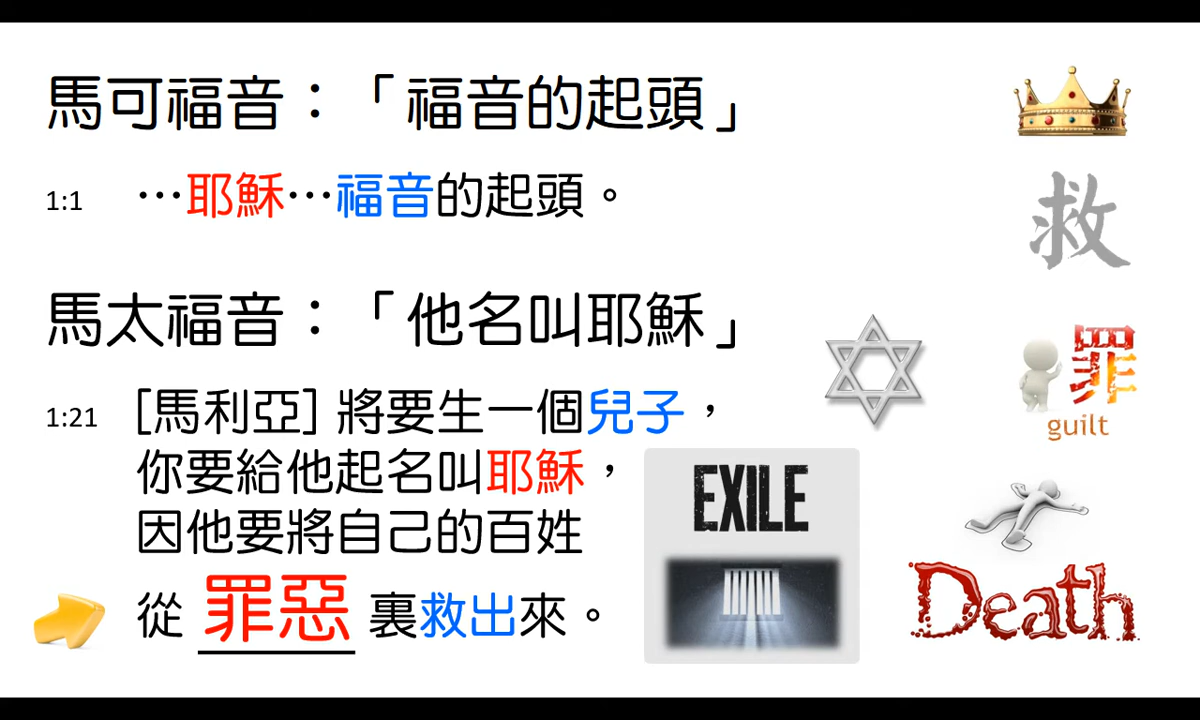 馬可福音：「福音的起頭」
1:1 …耶穌…福音的起頭。
救
馬太福音：「他名叫耶穌」
罪
guilt
1:21 [馬利亞] 將要生一個兒子，
你要給他起名叫耶穌，
因他要將自己的百姓
從 罪惡 裏救出來。
EXILE
Death